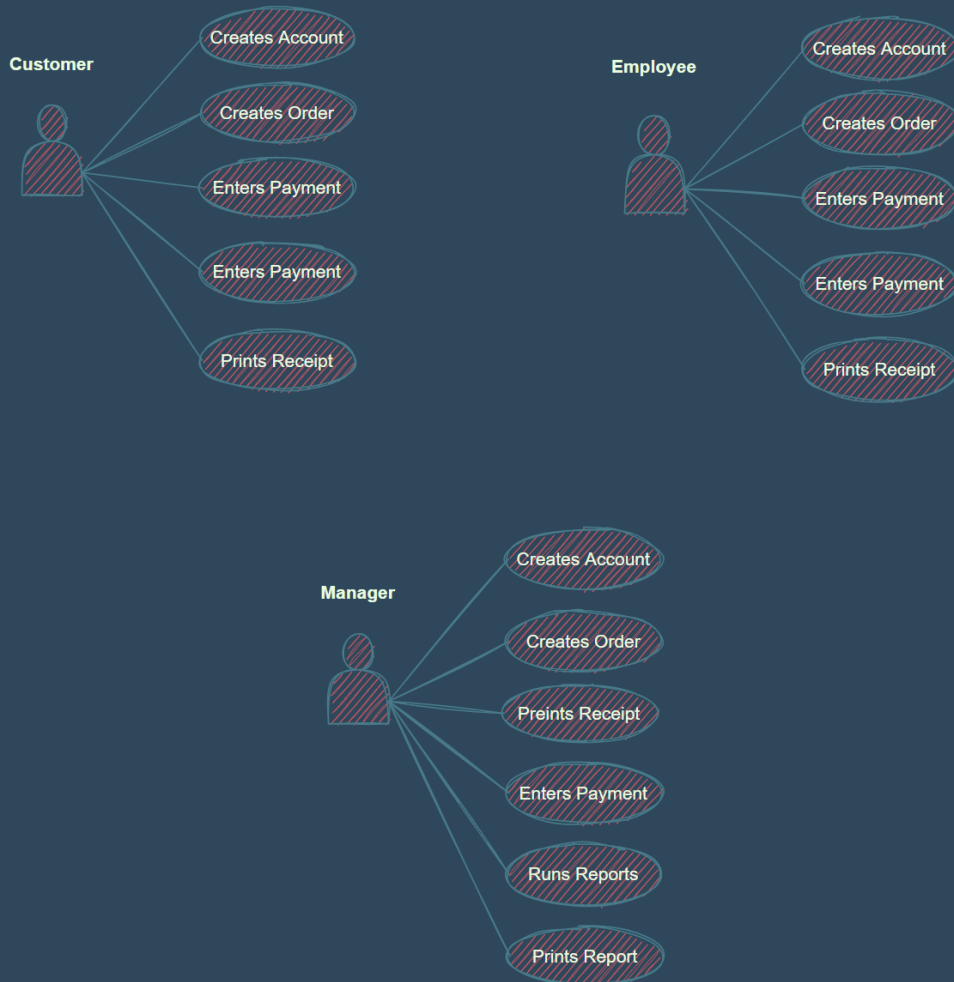 Customer
Creates Account
Creates Order
Enters Payment
Enters Payment
Prints Receipt
Employee
Creates Account
Creates Order
Enters Payment
Enters Payment
Prints Receipt
Manager
Creates Account
Creates Order
Preints Receipt
Enters Payment
Runs Reports
Prints Report